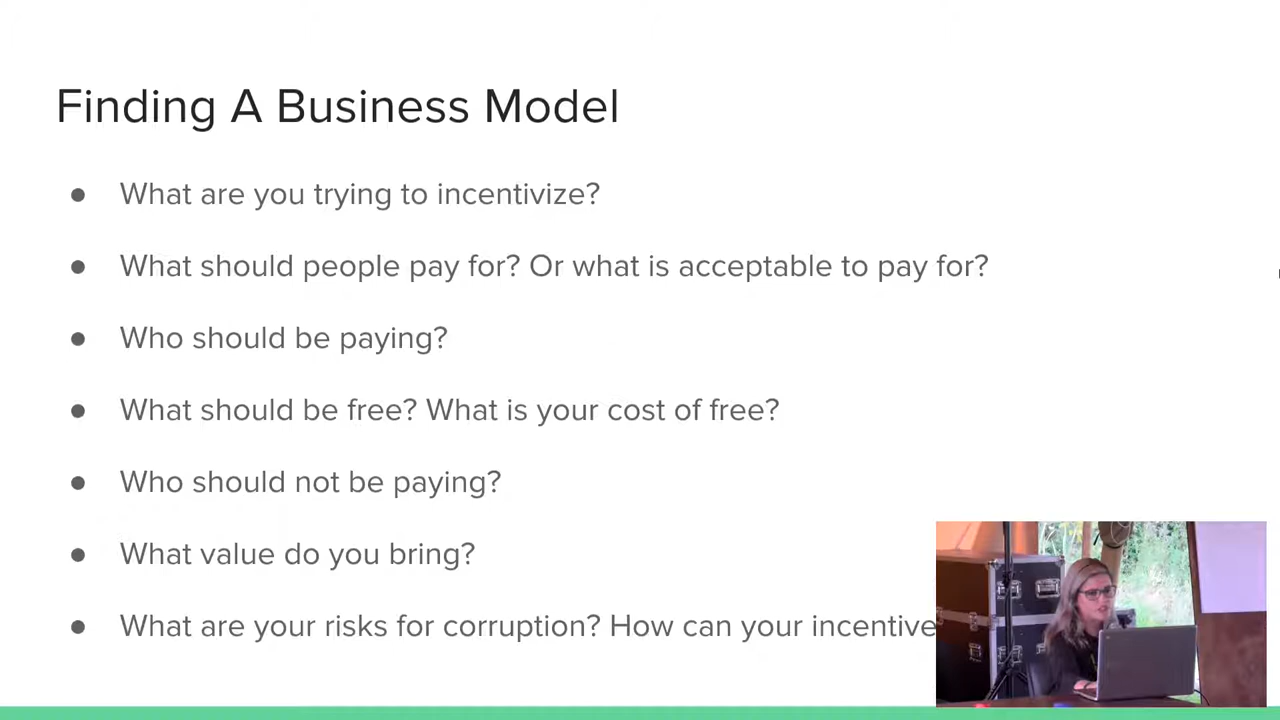 Finding A Business Model
● What are you trying to incentivize?
● What should people pay for? Or what is acceptable to pay for?
● Who should be paying?
● What should be free? What is your cost of free?
● Who should not be paying?
● What value do you bring?
● What are your risks for corruption? How can your incentive